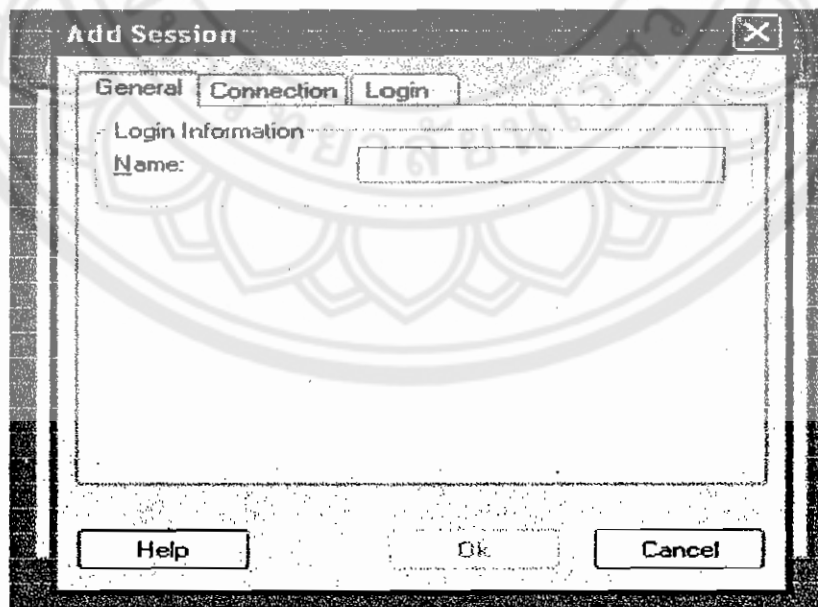 Add Session
General Connection Login
Login Information
Name:
Help Ok Cancel